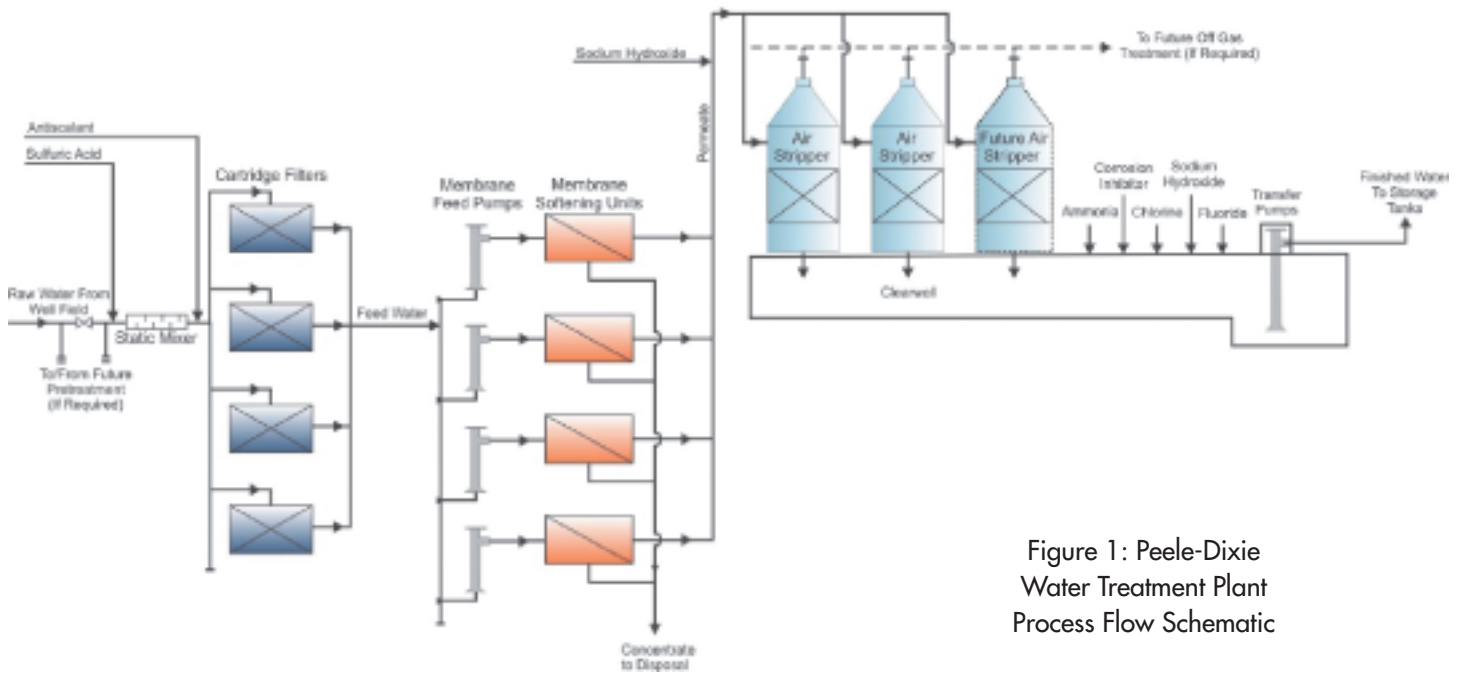 Antiscalant
Sulfuric Acid
Raw Water From
Well Field
Static Mixer
To/From Future
Pretreatment
(If Required)
Cartridge Filters
Feed Water
Membrane
Feed Pumps
Membrane
Softening Units
Concentrate
to Disposal
Sodium Hydroxide
Permeate
To Future Off Gas
Treatment (If Required)
Air
Stripper
Air
Stripper
Future Air
Stripper
Clearwell
Ammonia
Corrosion
Inhibitor
Chlorine
Sodium
Hydroxide
Fluoride
Transfer
Pumps
Finished Water
To Storage
Tanks
Figure 1: Peele-Dixie
Water Treatment Plant
Process Flow Schematic